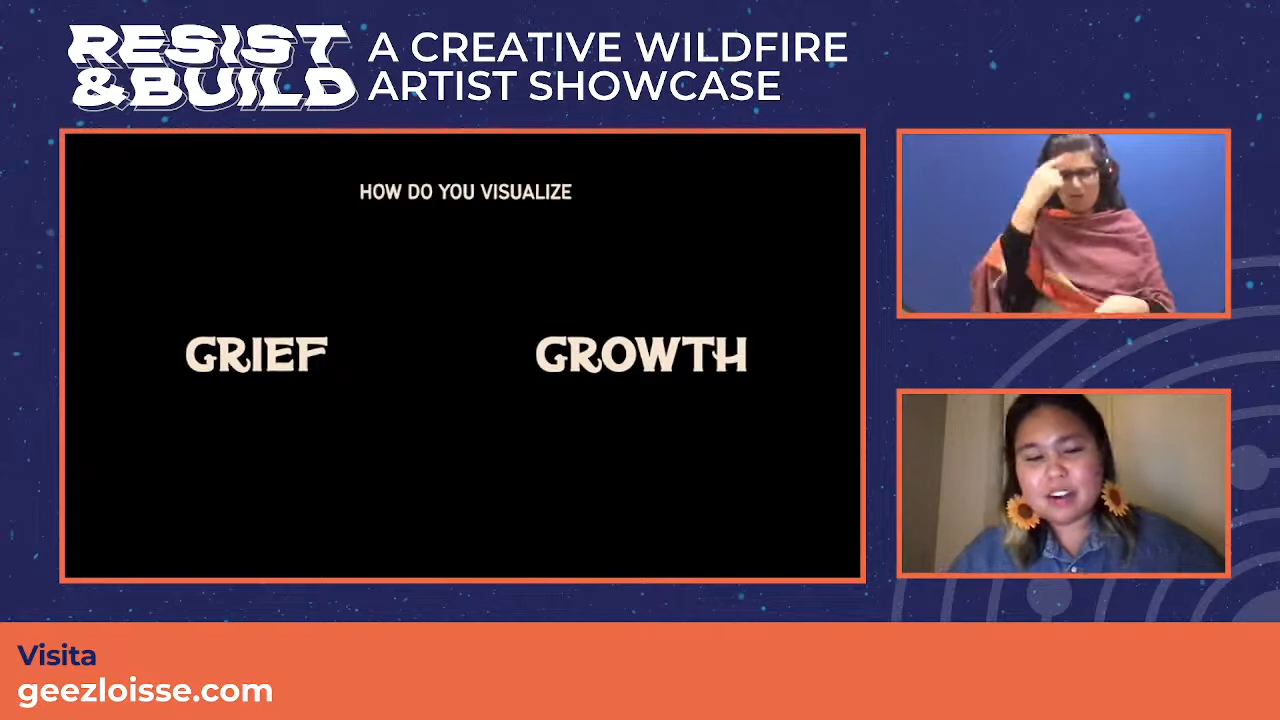 RESIST
&BUILD
A CREATIVE WILDFIRE
ARTIST SHOWCASE
HOW DO YOU VISUALIZE
GRIEF
GROWTH
Visita
geezloisse.com